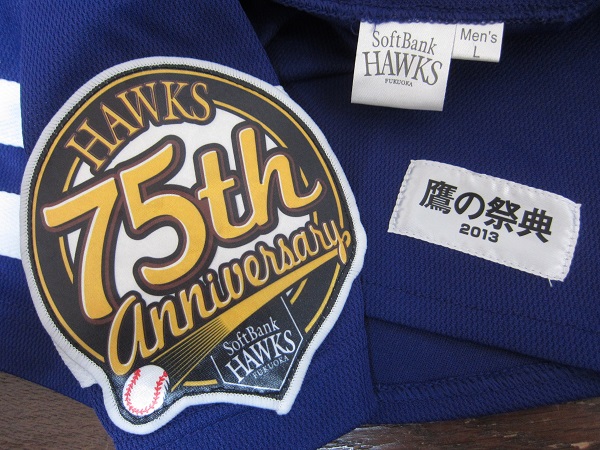 HAWKS
75th
anniversary
SoftBank
HAWKS
FUKUOKA
SoftBank
HAWKS
FUKUOKA
Men's
L
鷹の祭典
2013